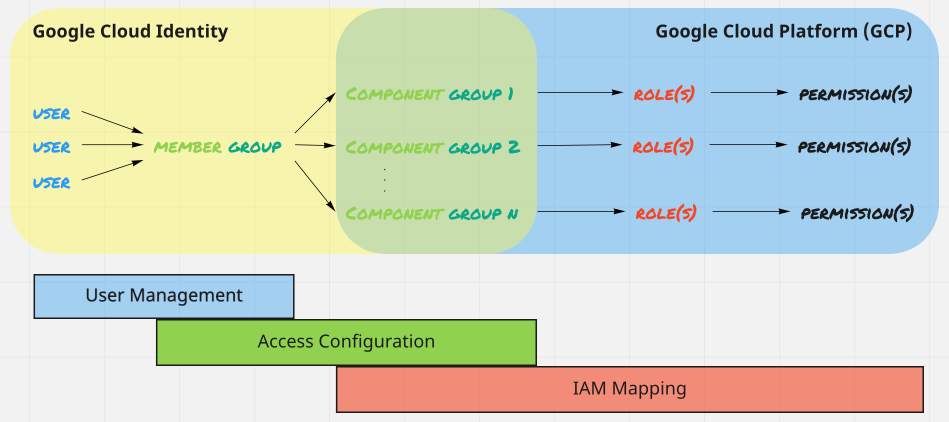 Google Cloud Identity
Google Cloud Platform (GCP)
USER
USER
USER
MEMBER GROUP
COMPONENT GROUP 1
ROLE(S)
PERMISSION(S)
COMPONENT GROUP 2
ROLE(S)
PERMISSION(S)
COMPONENT GROUP N
ROLE(S)
PERMISSION(S)
User Management
Access Configuration
IAM Mapping